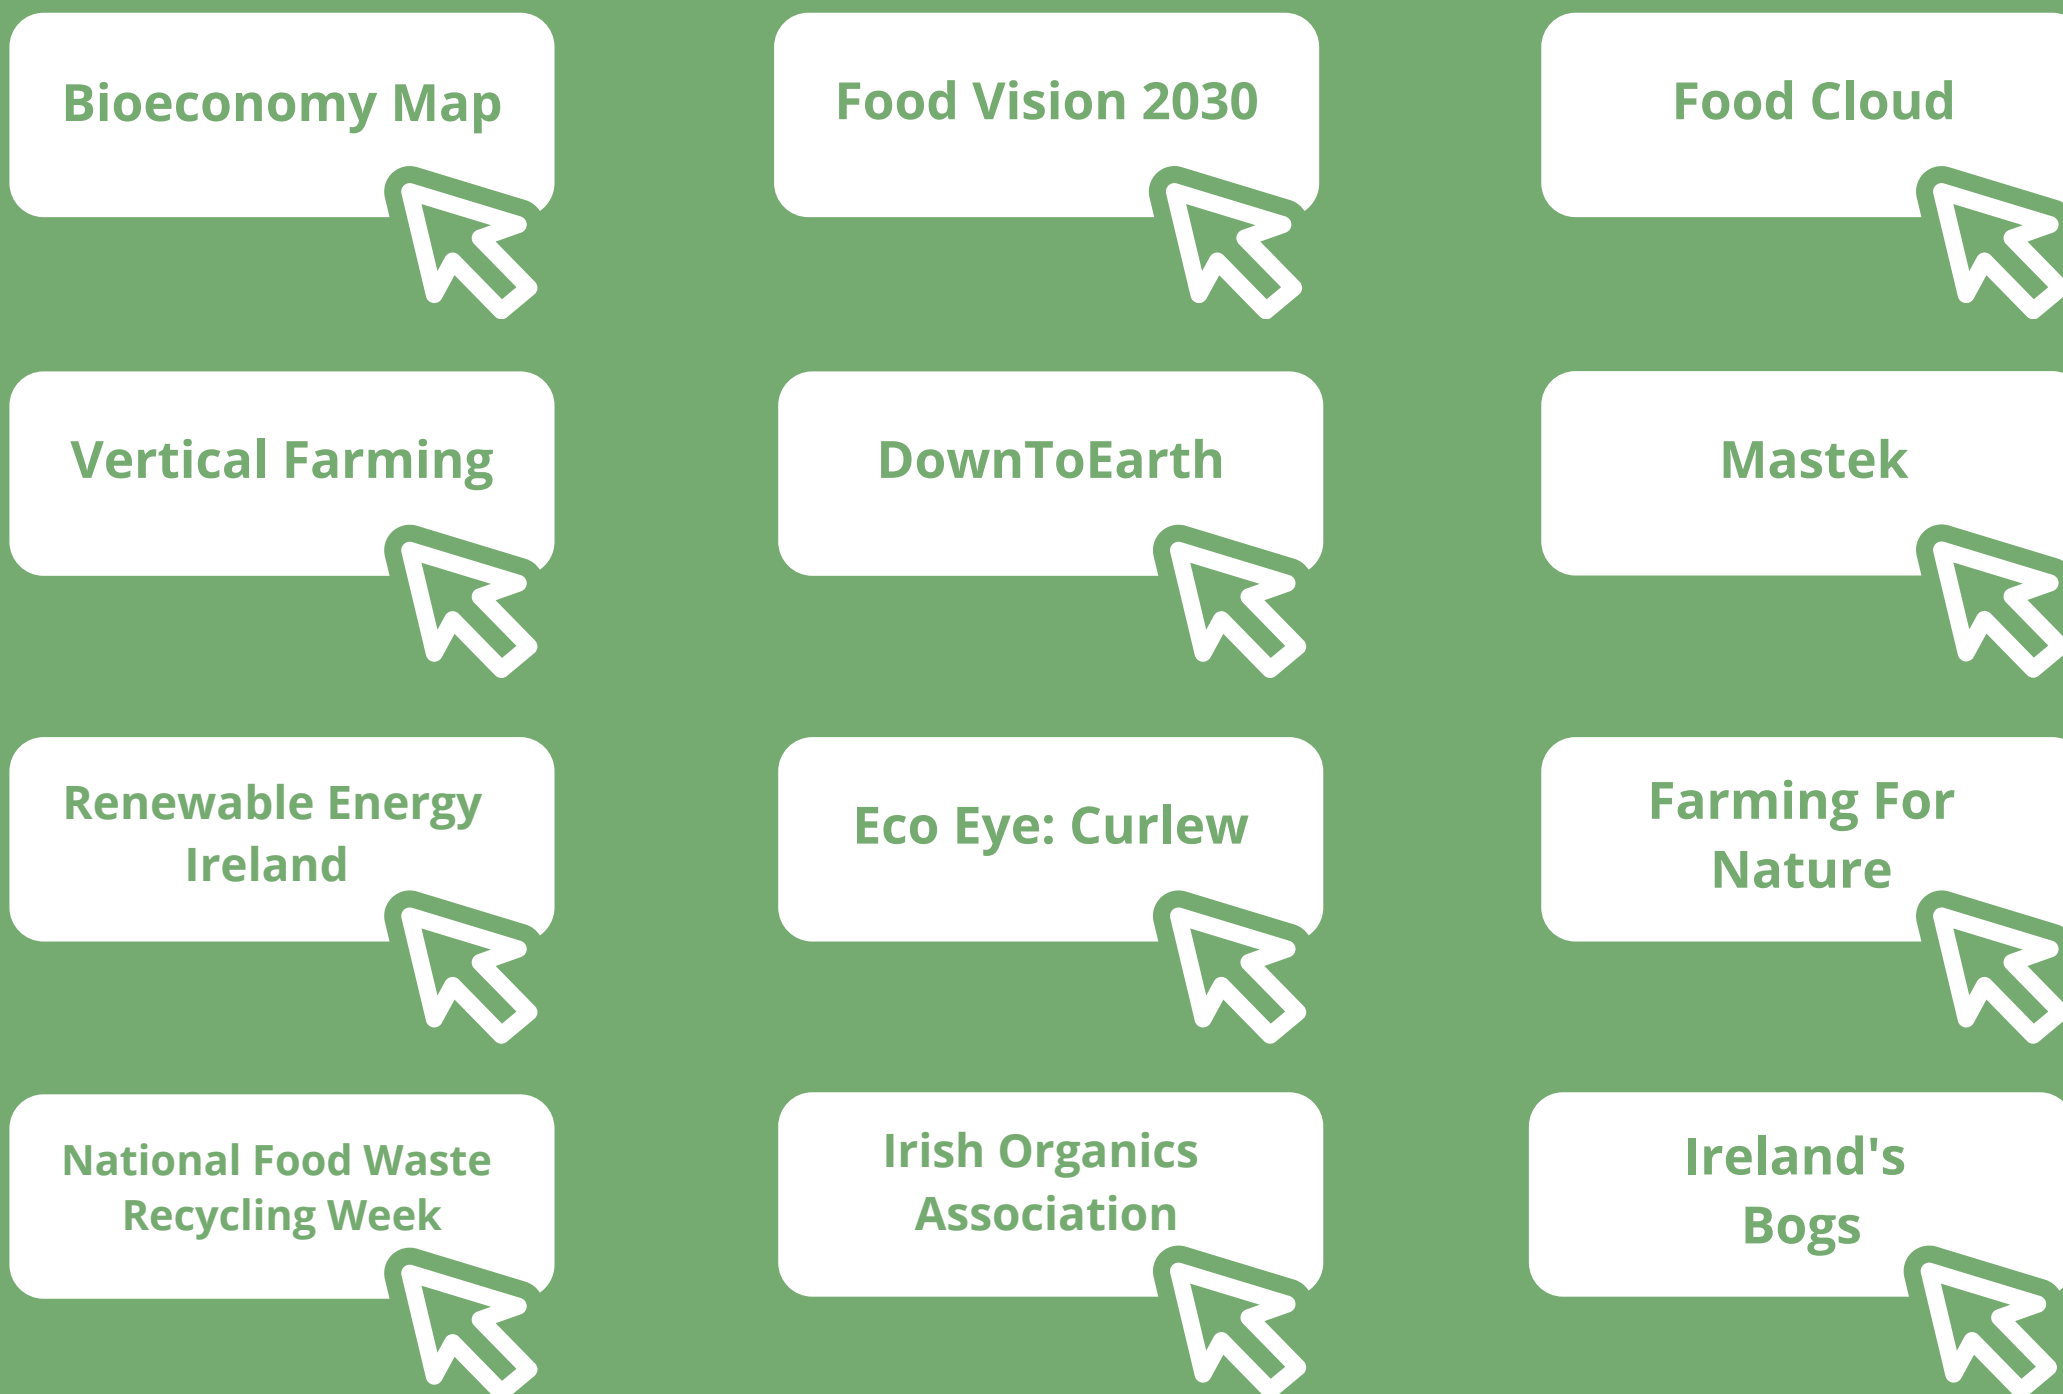 Bioeconomy Map
Food Vision 2030
Food Cloud
Vertical Farming
DownToEarth
Mastek
Renewable Energy
Ireland
Eco Eye: Curlew
Farming For
Nature
National Food Waste
Recycling Week
Irish Organics
Association
Ireland's
Bogs